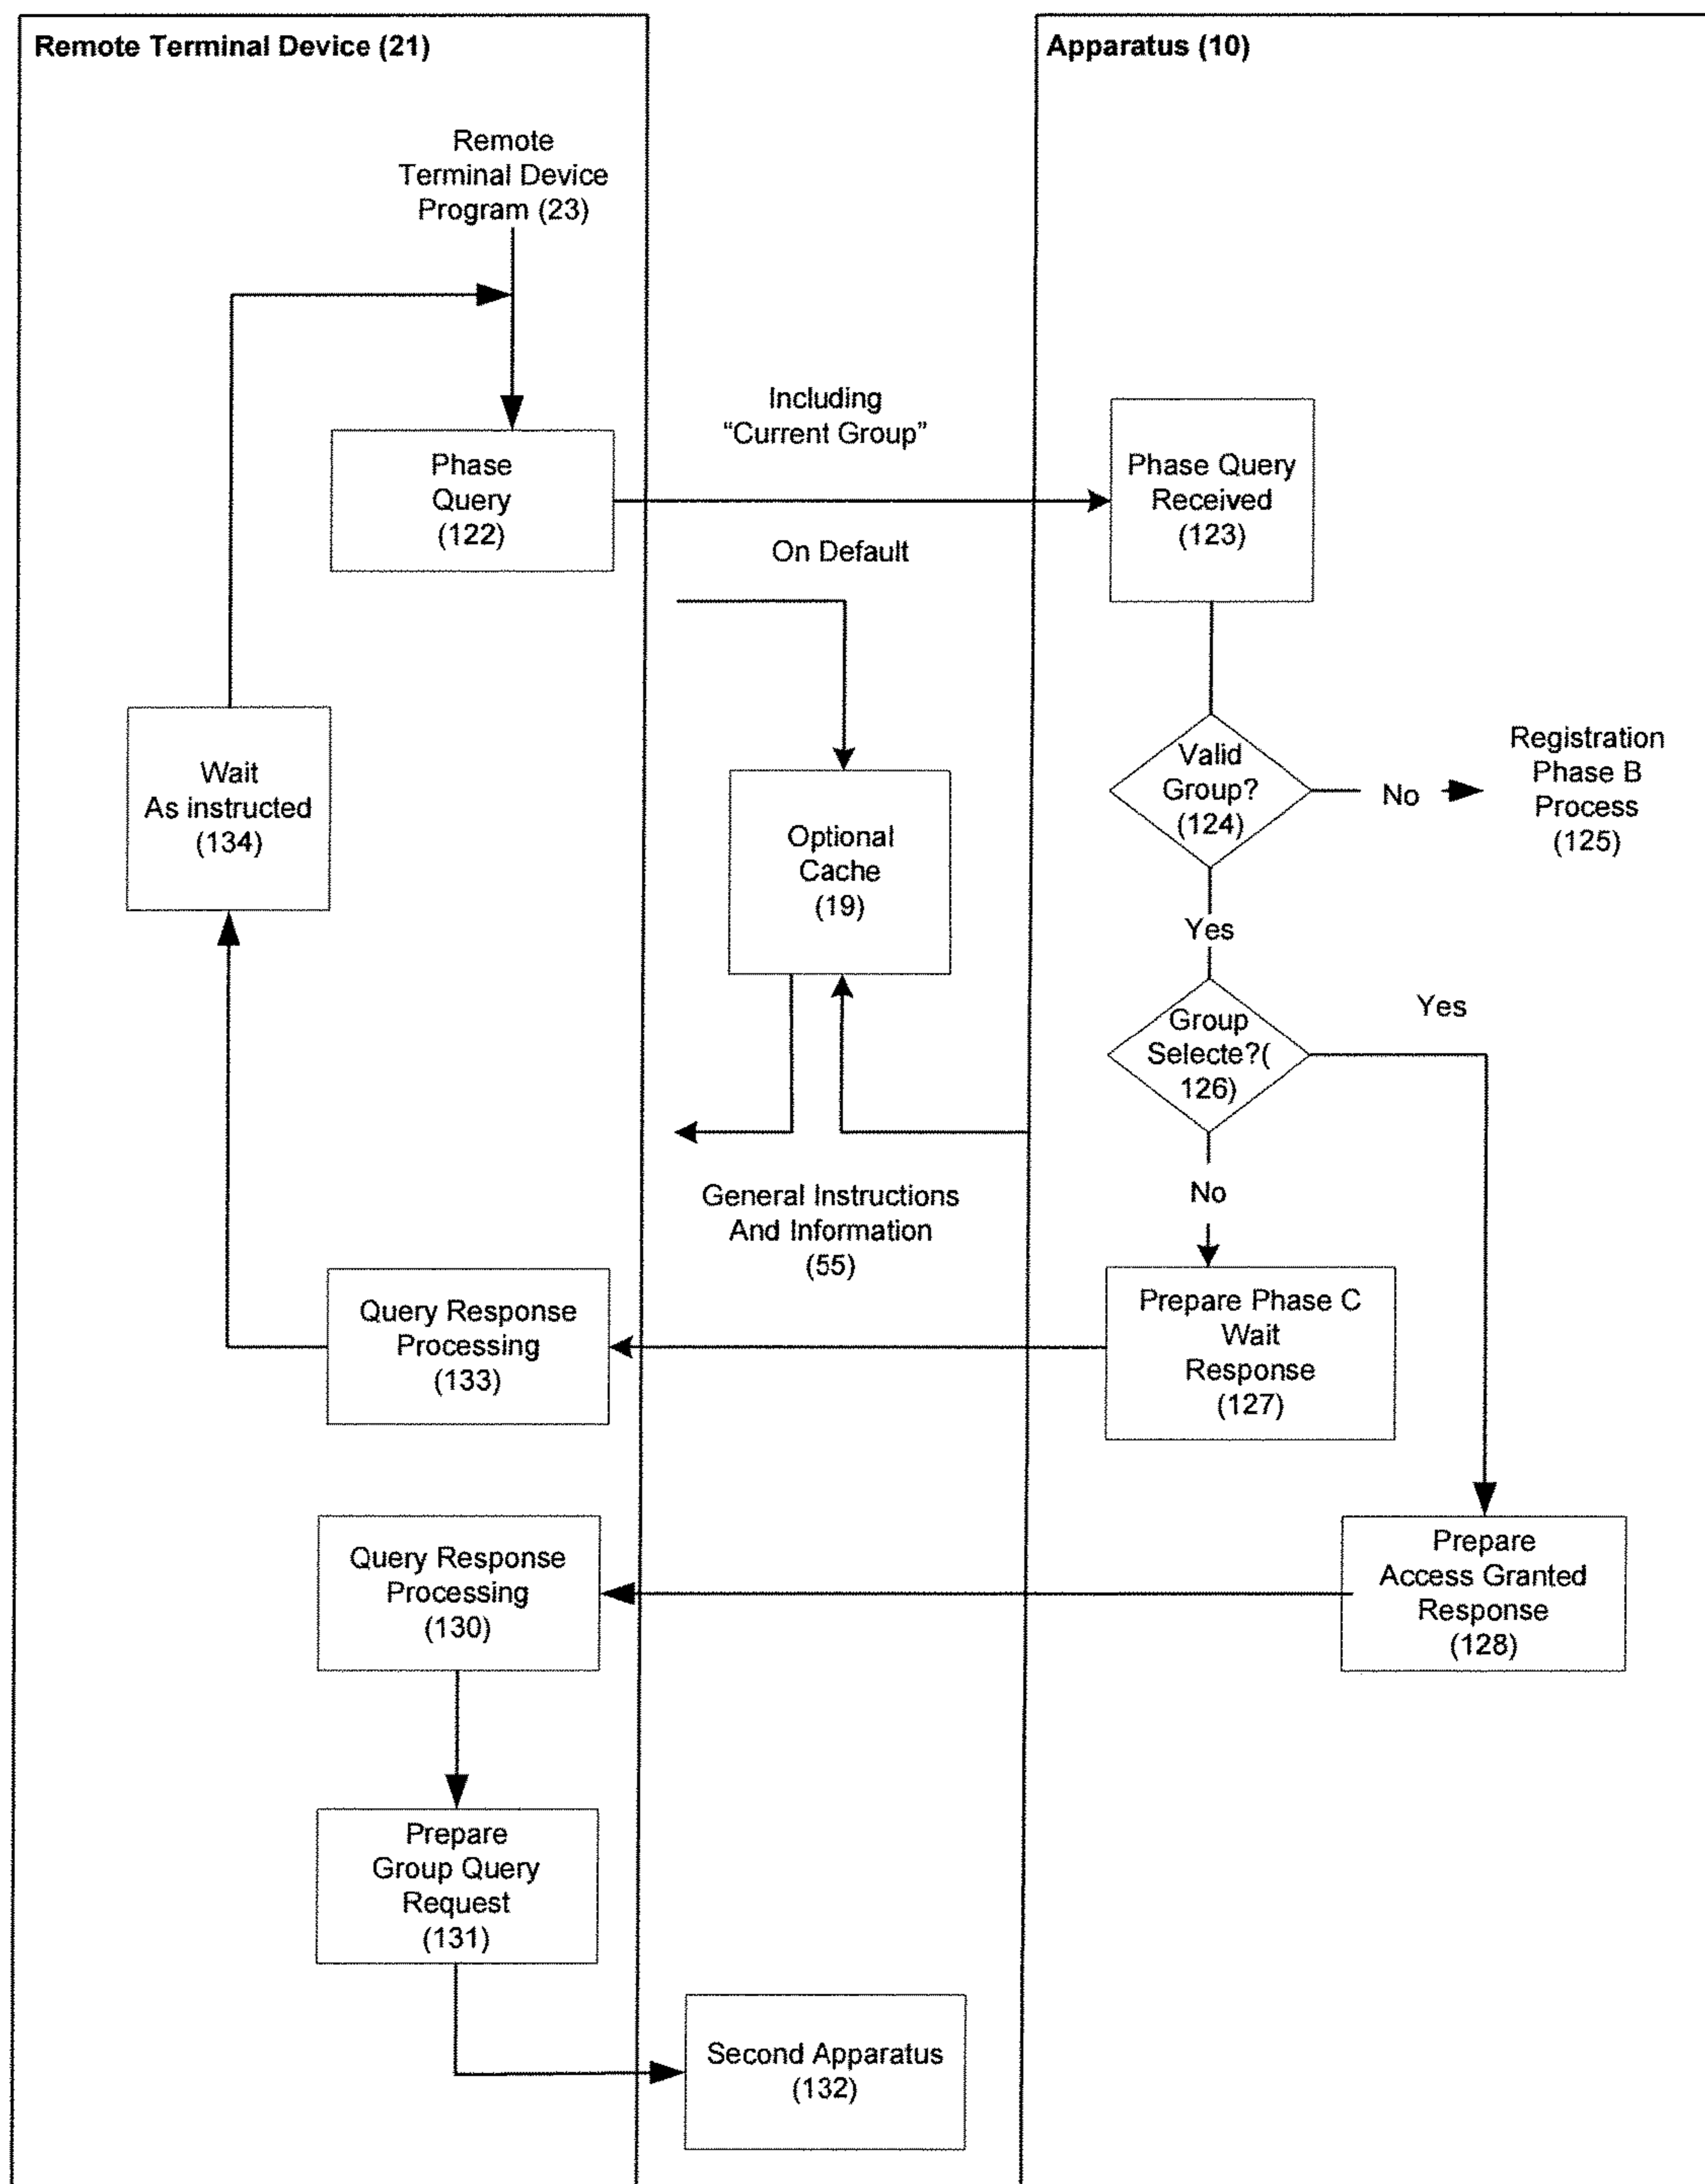 Remote Terminal Device (21)
Apparatus (10)
Remote
Terminal Device
Program (23)
Including
“Current Group”
Phase
Query
(122)
Phase Query
Received
(123)
On Default
Wait
As instructed
(134)
Optional
Cache
(19)
Valid
Group?
(124)
No
Registration
Phase B
Process
(125)
Yes
Group
Selecte?(
126)
Yes
No
General Instructions
And Information
(55)
Query Response
Processing
(133)
Prepare Phase C
Wait
Response
(127)
Query Response
Processing
(130)
Prepare
Access Granted
Response
(128)
Prepare
Group Query
Request
(131)
Second Apparatus
(132)